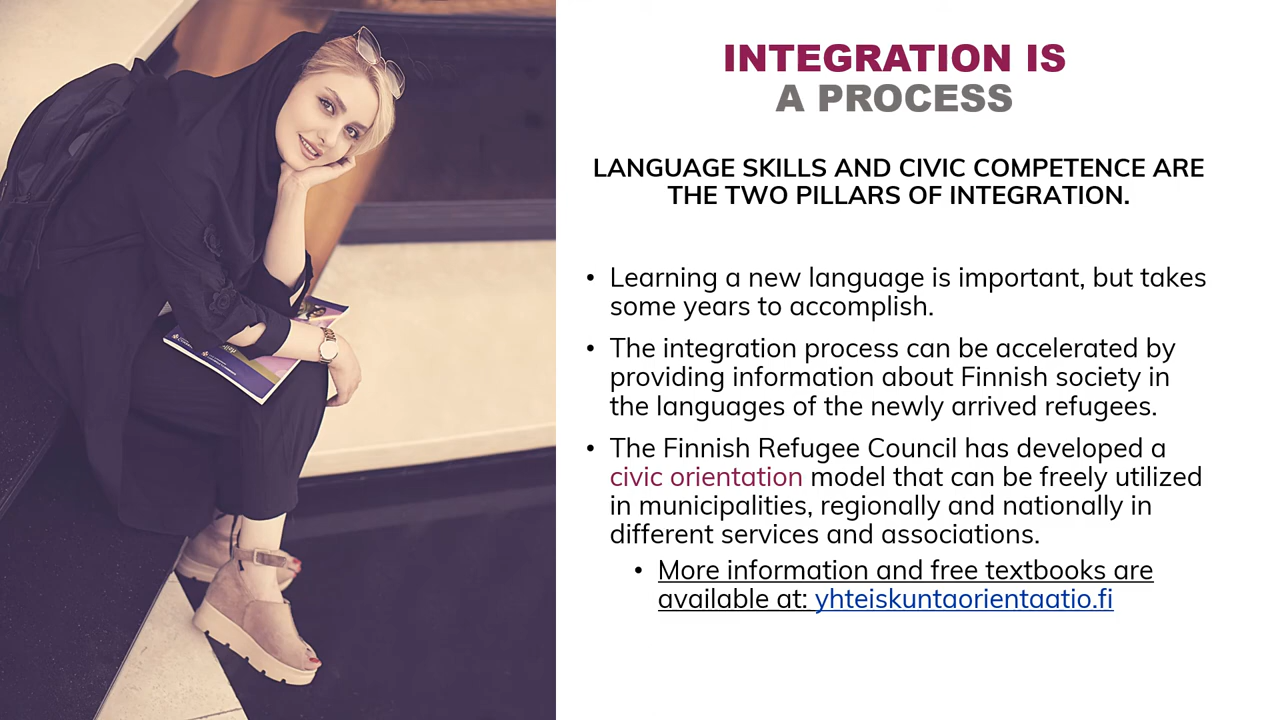 INTEGRATION IS
A PROCESS
LANGUAGE SKILLS AND CIVIC COMPETENCE ARE
THE TWO PILLARS OF INTEGRATION.
• Learning a new language is important, but takes
some years to accomplish.
• The integration process can be accelerated by
providing information about Finnish society in
the languages of the newly arrived refugees.
• The Finnish Refugee Council has developed a
civic orientation model that can be freely utilized
in municipalities, regionally and nationally in
different services and associations.
• More information and free textbooks are
available at: yhteiskuntaorientaatio.fi